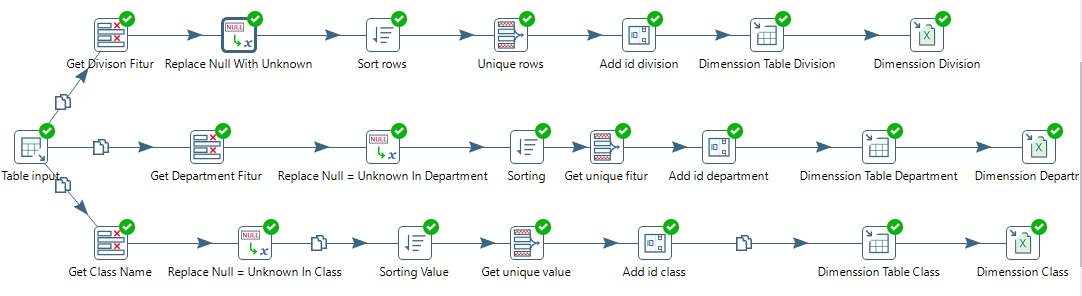 Get Divison Fitur
Replace Null With Unknown
Sort rows
Unique rows
Add id division
Dimenssion Table Division
Dimenssion Division
Table input
Get Department Fitur
Replace Null = Unknown In Department
Sorting
Get unique fitur
Add id department
Dimenssion Table Department
Dimenssion Departr
Get Class Name
Replace Null = Unknown In Class
Sorting Value
Get unique value
Add id class
Dimenssion Table Class
Dimenssion Class
NULL
NULL
NULL